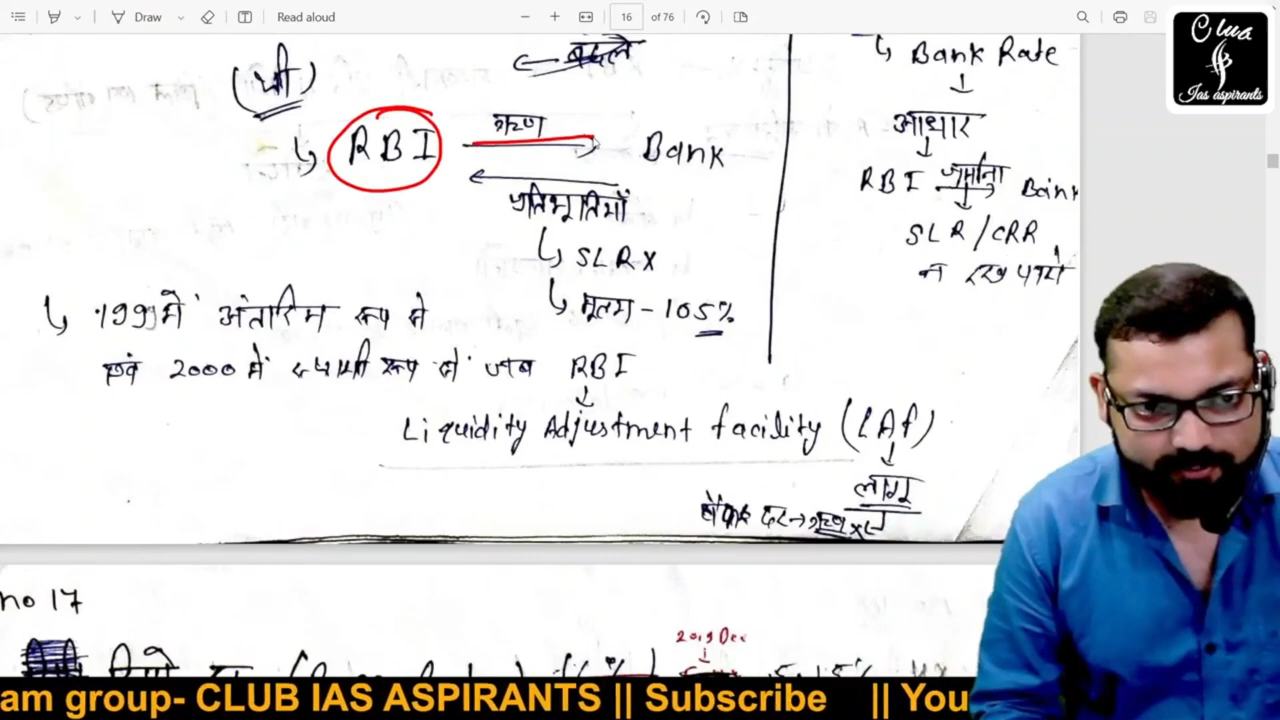 Draw
Read aloud
16 of 76
Clua
Ias aspirants
बदले
RBI ऋण Bank
प्रतिभूतियाँ
SLR X
मूल्य - 105%
1999 में अंतरिम रूप से
एवं 2000 में स्थायी रूप से जब RBI
Liquidity Adjustment facility (LAf)
लागू
Bank Rate
आधार
RBI जुर्माना Bank
SLR / CRR
न रख पाने
no 17
2019 Dec
am group- CLUB IAS ASPIRANTS || Subscribe || You